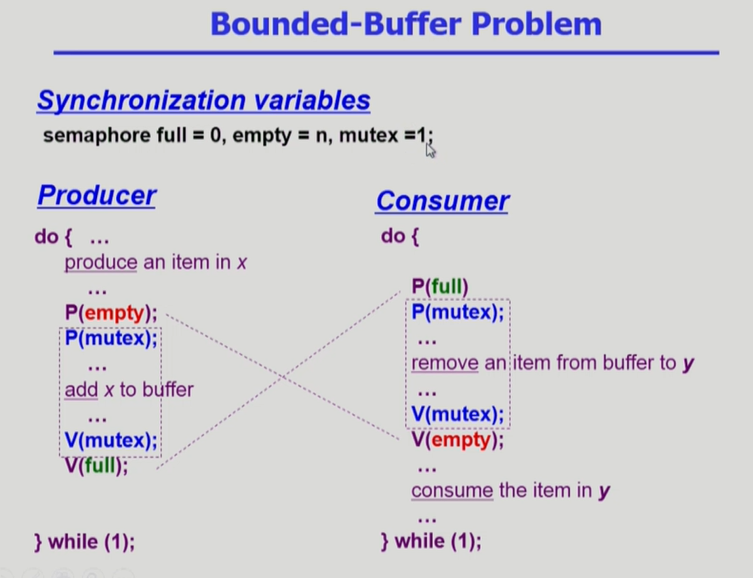 Bounded-Buffer Problem
Synchronization variables
semaphore full = 0, empty = n, mutex =1;
Producer
do { ...
produce an item in x
...
P(empty);
P(mutex);
...
add x to buffer
...
V(mutex);
V(full);
} while (1);
Consumer
do {
P(full)
P(mutex);
...
remove an item from buffer to y
...
V(mutex);
V(empty);
...
consume the item in y
...
} while (1);